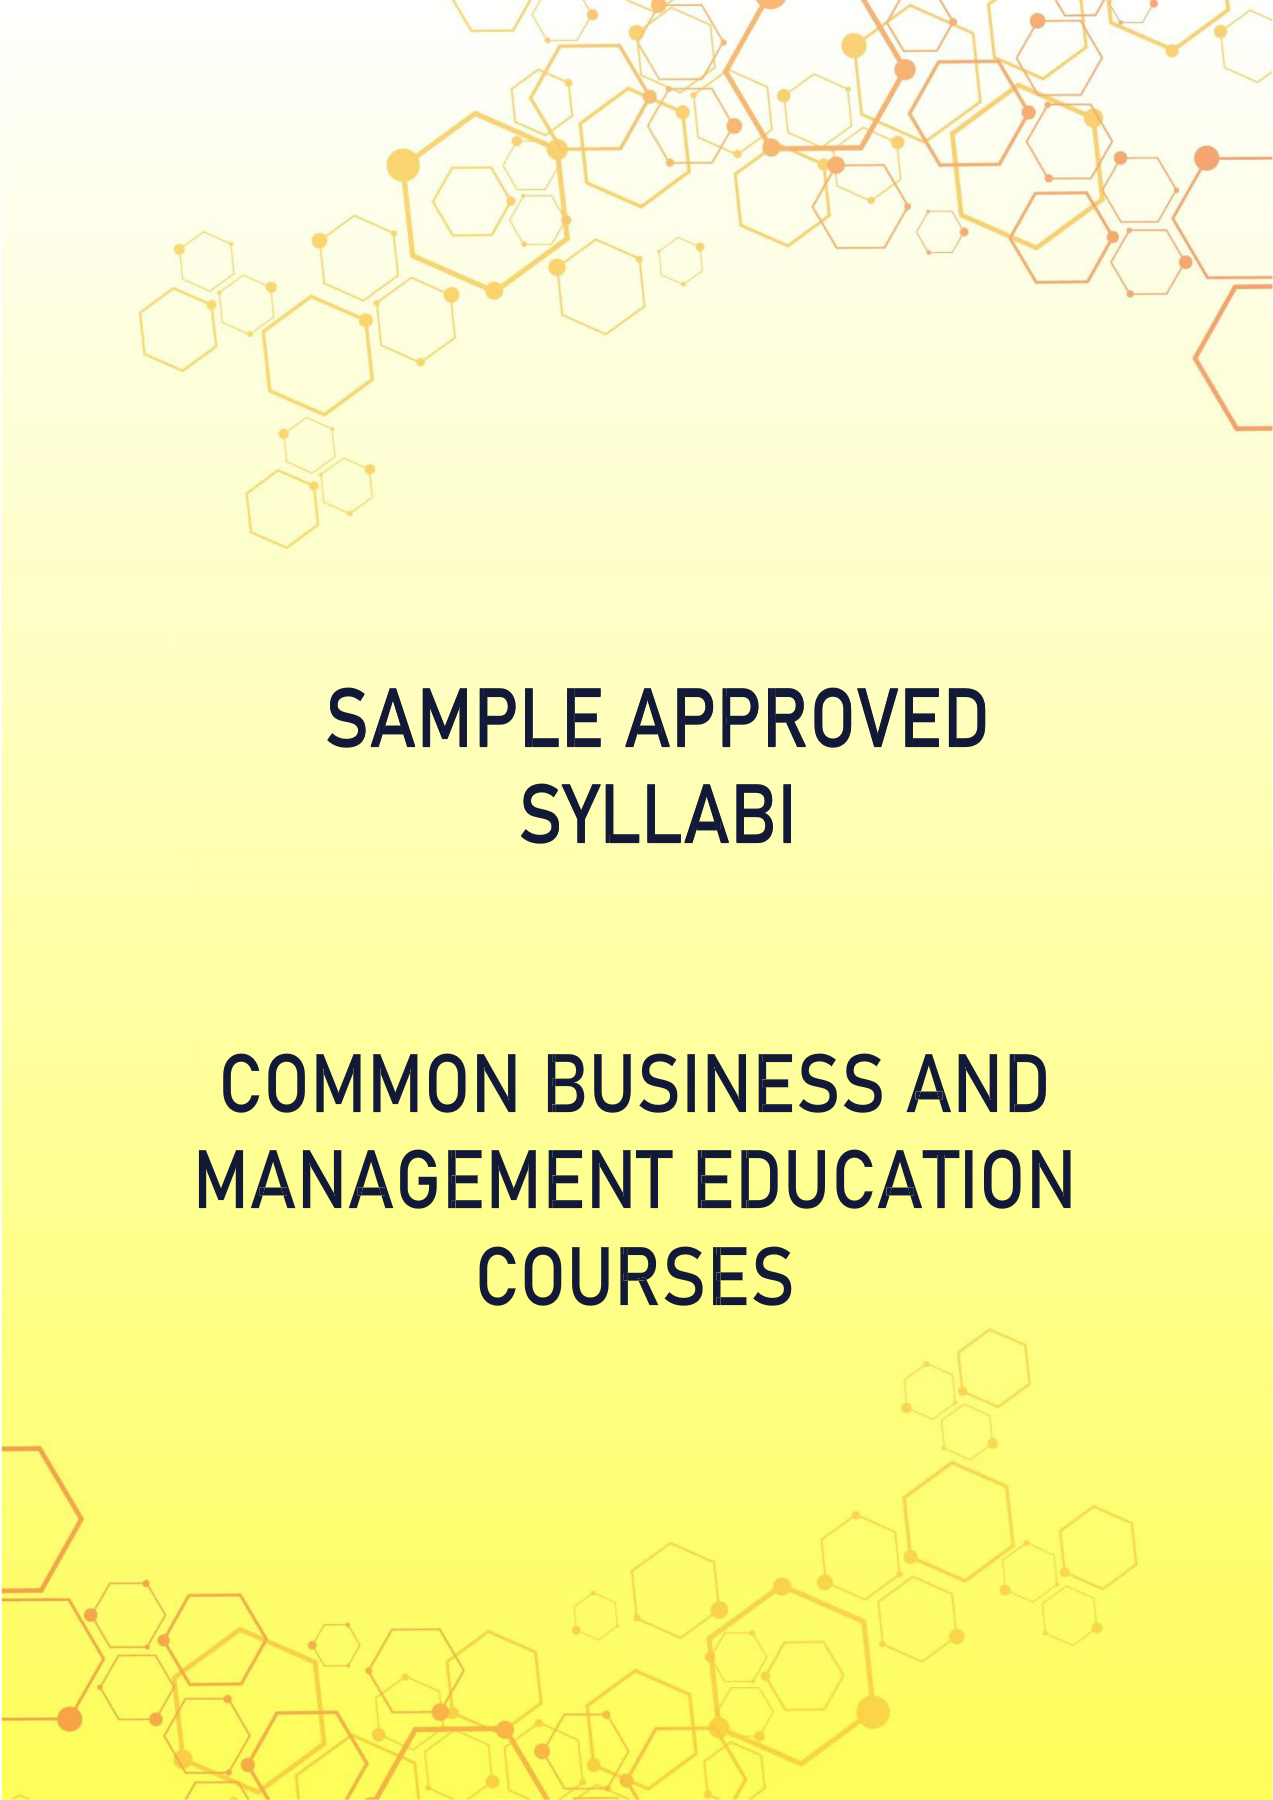 SAMPLE APPROVED
SYLLABI
COMMON BUSINESS AND
MANAGEMENT EDUCATION
COURSES